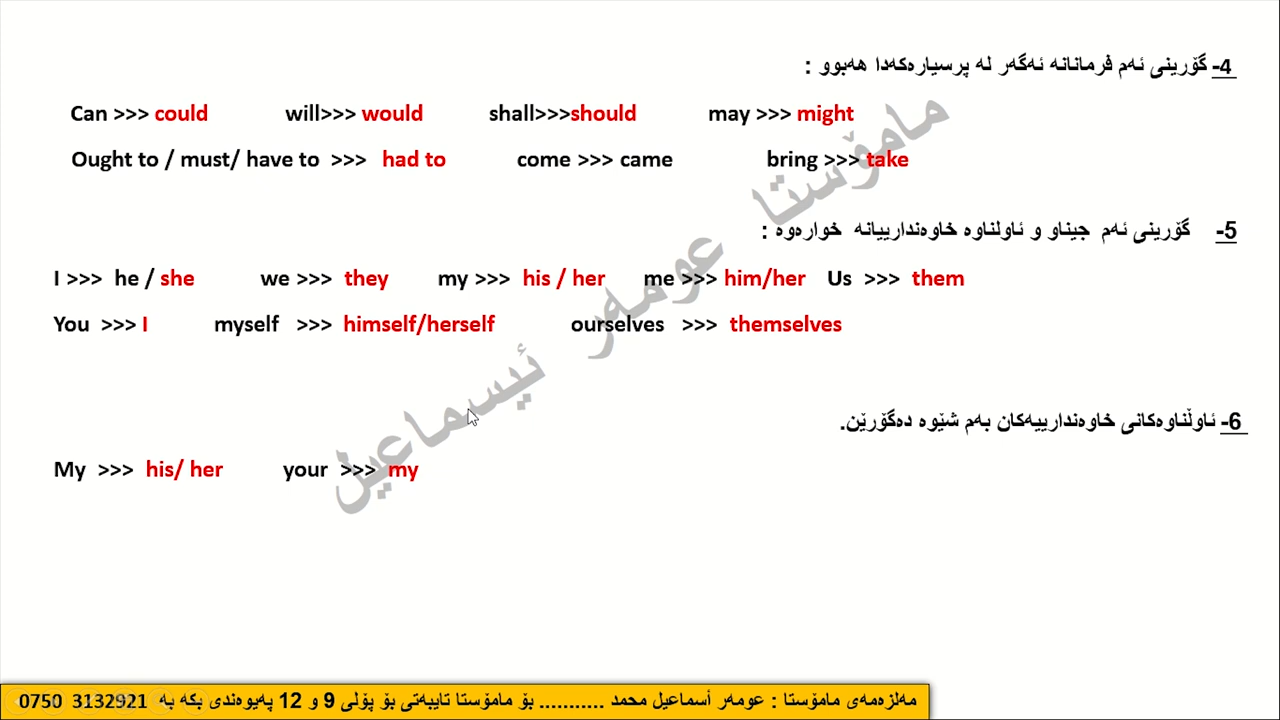 4- گۆڕینی ئەم فرمانانە ئەگەر لە پرسیارەکەدا هەبوو :
Can >>> could will>>> would shall>>>should may >>> might
Ought to / must/ have to >>> had to come >>> came bring >>> take
5- گۆڕینی ئەم جیناو و ئاولناوە خاوەندارییانە خوارەوە :
I >>> he / she we >>> they my >>> his / her me >>> him/her Us >>> them
You >>> I myself >>> himself/herself ourselves >>> themselves
6- ئاوڵناوەکانی خاوەندارییەکان بەم شێوە دەگۆڕێن.
My >>> his/ her your >>> my
مامۆستا عومەر ئیسماعیل
مەلزەمەی مامۆستا : عومەر أسماعیل محمد ........... بۆ مامۆستا تایبەتی بۆ پۆلی 9 و 12 پەیوەندی بکە بە 3132921 0750